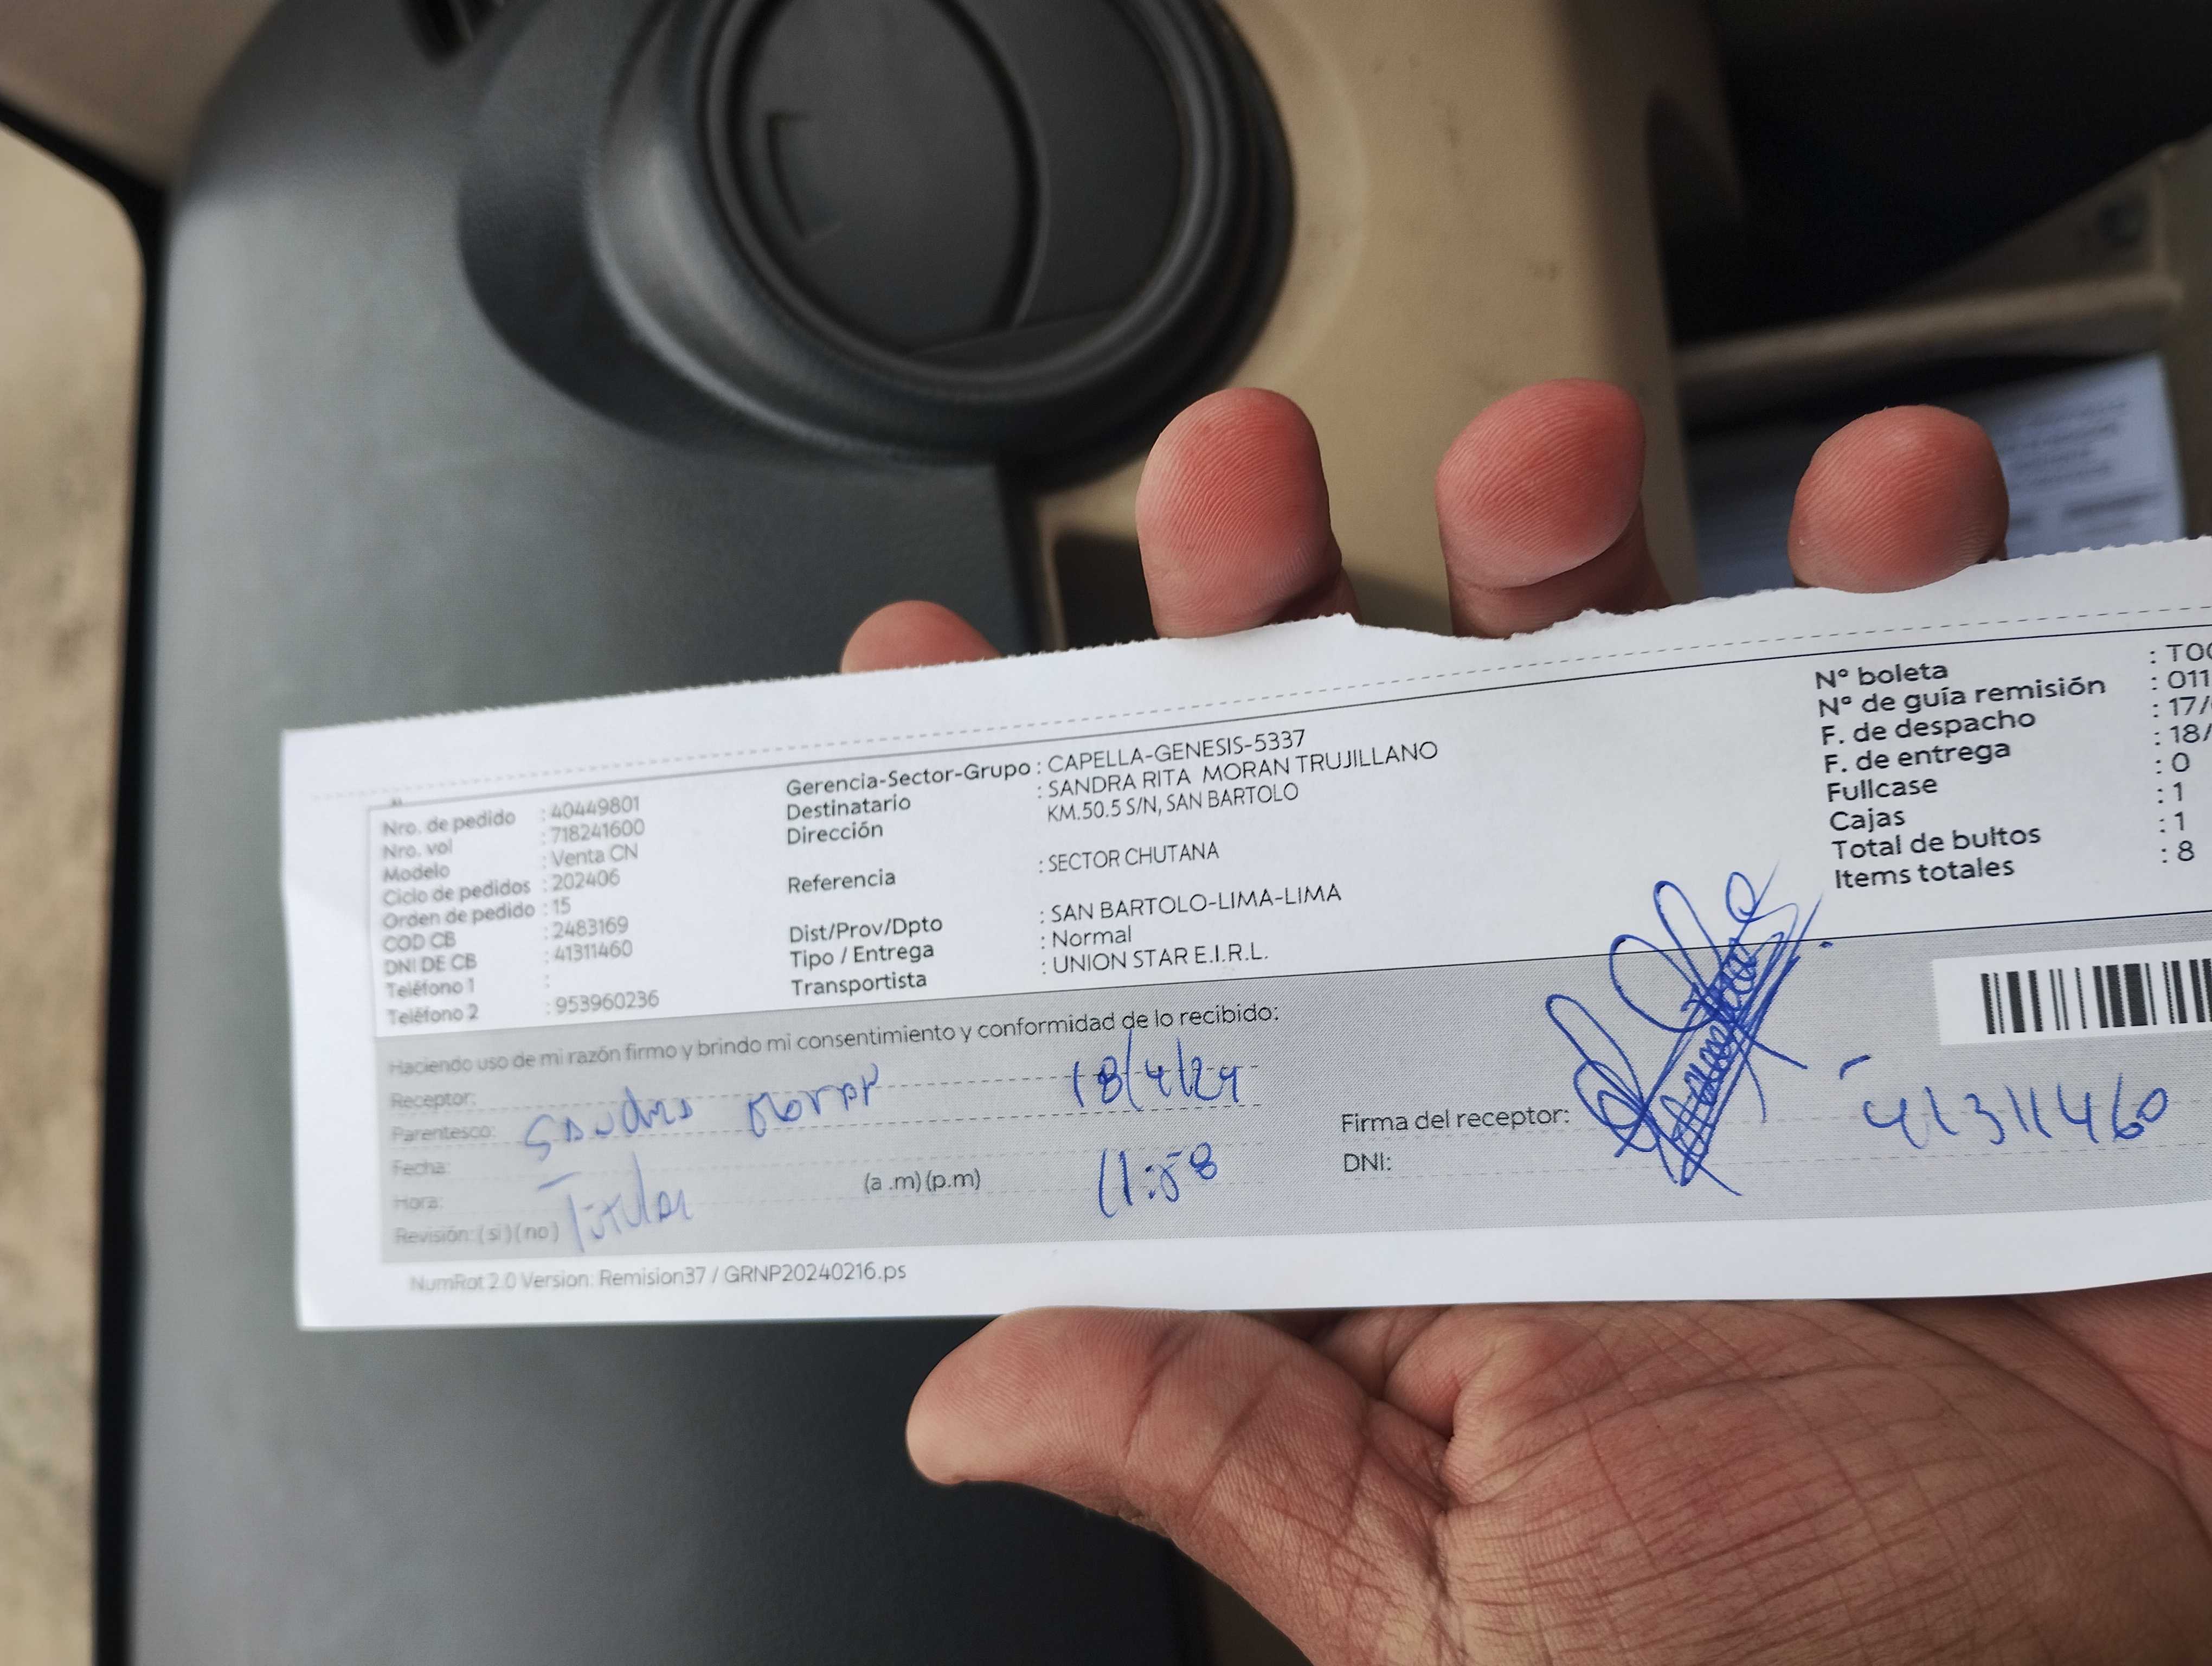 Nro. de pedido : 40449801
Nro. vol : 718241600
Modelo : Venta CN
Ciclo de pedidos : 202406
Orden de pedido : 15
COD CB : 2483169
DNI DE CB : 41311460
Teléfono 1 :
Teléfono 2 : 953960236
Gerencia-Sector-Grupo : CAPELLA-GENESIS-5337
Destinatario : SANDRA RITA MORAN TRUJILLANO
Dirección KM.50.5 S/N, SAN BARTOLO
Referencia : SECTOR CHUTANA
Dist/Prov/Dpto : SAN BARTOLO-LIMA-LIMA
Tipo / Entrega : Normal
Transportista : UNION STAR E.I.R.L.
N° boleta : T00
N° de guía remisión : 011
F. de despacho : 17/
F. de entrega : 18/
Fullcase : 0
Cajas : 1
Total de bultos : 1
Items totales : 8
Haciendo uso de mi razón firmo y brindo mi consentimiento y conformidad de lo recibido:
Receptor:
Parentesco: Sandra Moran 18/4/24
Fecha:
Hora: (a.m)(p.m) 11:58
Revisión: (si)(no) Titular
Firma del receptor:
DNI: 41311460
NumRot 2.0 Version: Remision37 / GRNP20240216.ps